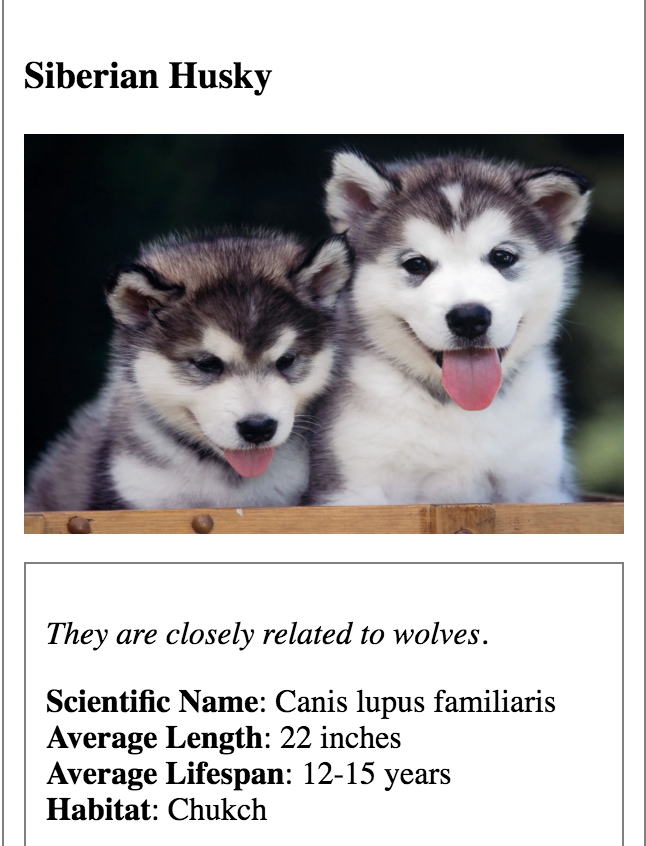 Siberian Husky
They are closely related to wolves.
Scientific Name: Canis lupus familiaris
Average Length: 22 inches
Average Lifespan: 12-15 years
Habitat: Chukch